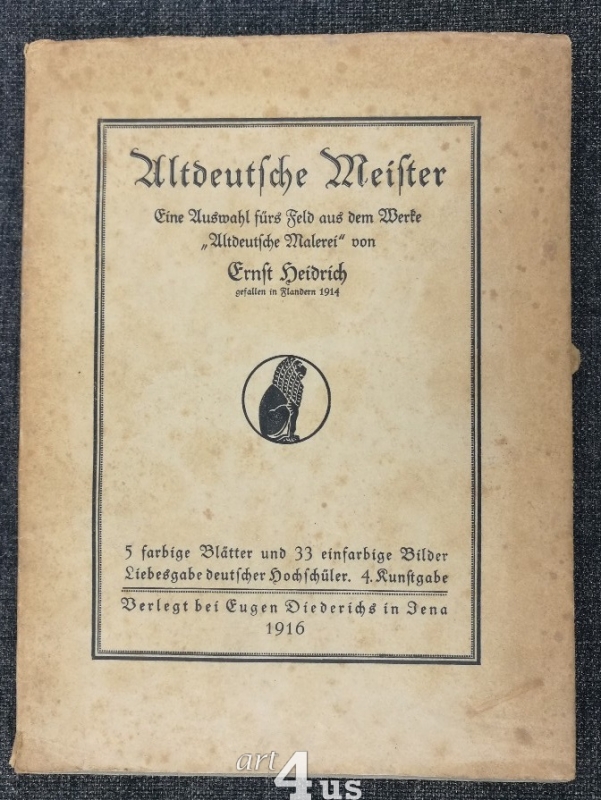 Altdeutsche Meister
Eine Auswahl fürs Feld aus dem Werke
„Altdeutsche Malerei“ von
Ernst Heidrich
gefallen in Flandern 1914
5 farbige Blätter und 33 einfarbige Bilder
Liebesgabe deutscher Hochschüler. 4. Kunstgabe
Verlegt bei Eugen Diederichs in Jena
1916
art4us